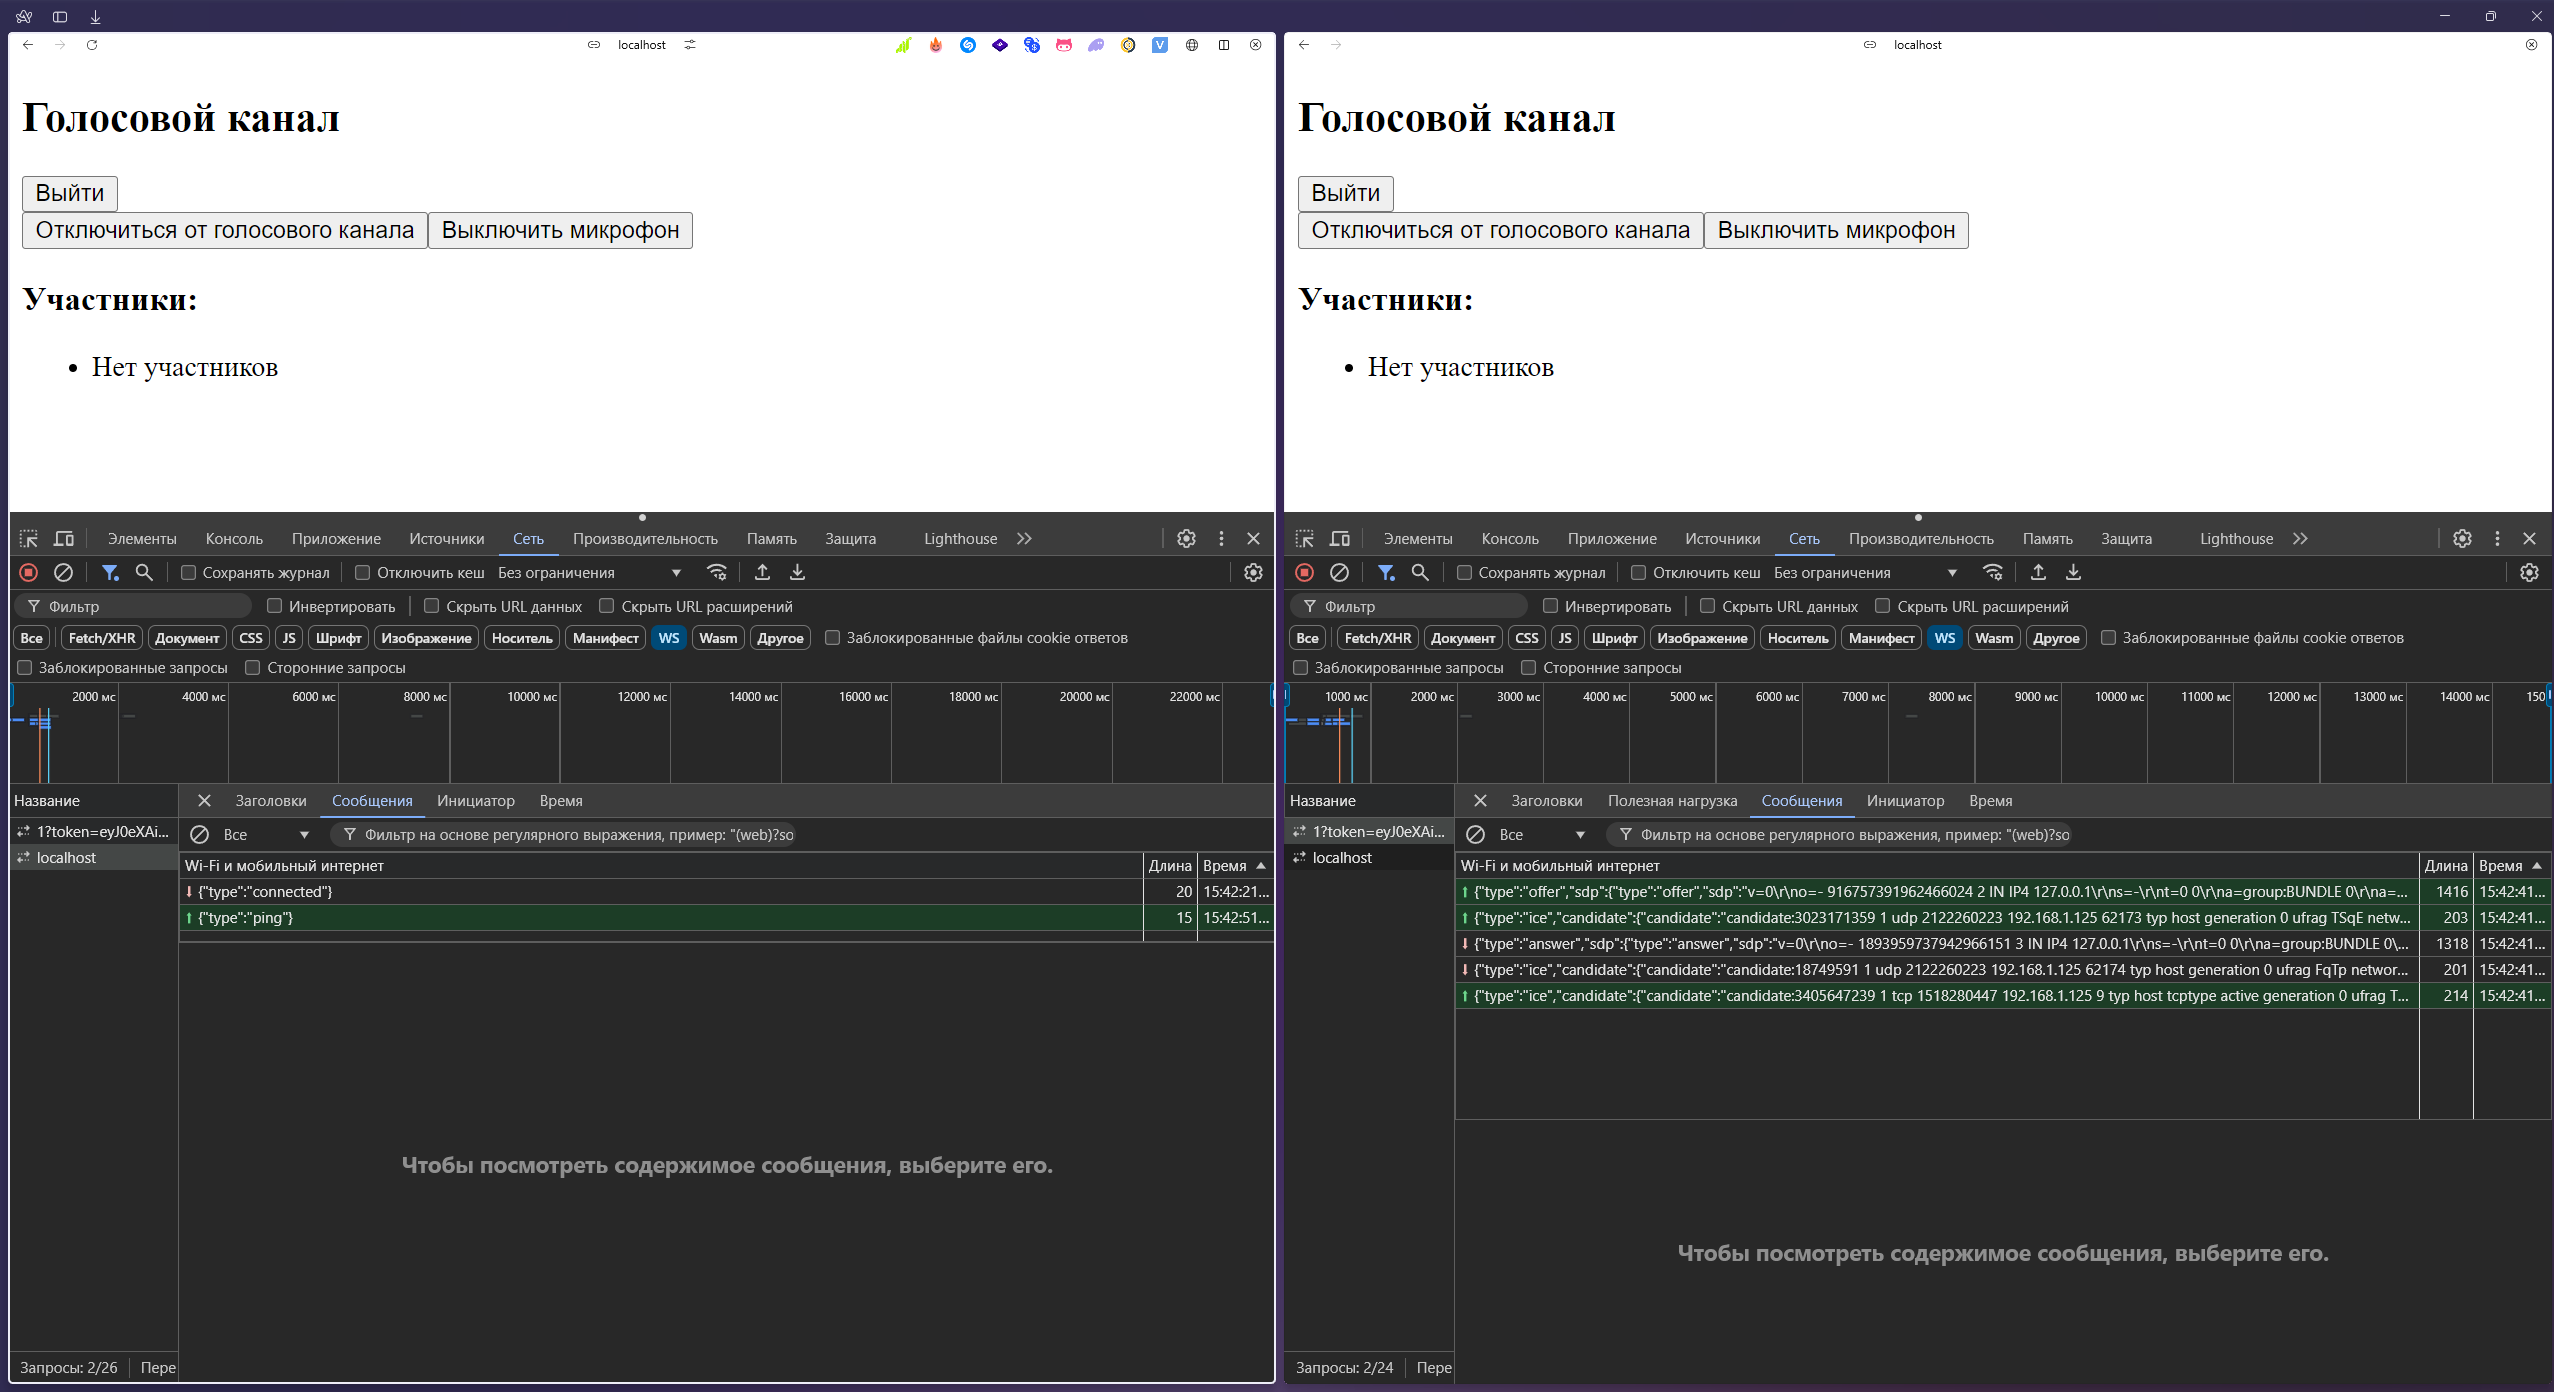 localhost
Голосовой канал
Выйти
Отключиться от голосового канала Выключить микрофон
Участники:
• Нет участников
Элементы Консоль Приложение Источники Сеть Производительность Память Защита Lighthouse
Сохранять журнал Отключить кеш Без ограничения
Фильтр Инвертировать Скрыть URL данных Скрыть URL расширений
Все Fetch/XHR Документ CSS JS Шрифт Изображение Носитель Манифест WS Wasm Другое Заблокированные файлы cookie ответов
Заблокированные запросы Сторонние запросы
2000 мс 4000 мс 6000 мс 8000 мс 10000 мс 12000 мс 14000 мс 16000 мс 18000 мс 20000 мс 22000 мс
Название Заголовки Сообщения Инициатор Время
1?token=eyJ0eXAi... Все Фильтр на основе регулярного выражения, пример: "(web)?so
localhost
Wi-Fi и мобильный интернет Длина Время
{"type":"connected"} 20 15:42:21...
{"type":"ping"} 15 15:42:51...
Чтобы посмотреть содержимое сообщения, выберите его.
Запросы: 2/26 Пере
localhost
Голосовой канал
Выйти
Отключиться от голосового канала Выключить микрофон
Участники:
• Нет участников
Элементы Консоль Приложение Источники Сеть Производительность Память Защита Lighthouse
Сохранять журнал Отключить кеш Без ограничения
Фильтр Инвертировать Скрыть URL данных Скрыть URL расширений
Все Fetch/XHR Документ CSS JS Шрифт Изображение Носитель Манифест WS Wasm Другое Заблокированные файлы cookie ответов
Заблокированные запросы Сторонние запросы
1000 мс 2000 мс 3000 мс 4000 мс 5000 мс 6000 мс 7000 мс 8000 мс 9000 мс 10000 мс 11000 мс 12000 мс 13000 мс 14000 мс 150
Название Заголовки Полезная нагрузка Сообщения Инициатор Время
1?token=eyJ0eXAi... Все Фильтр на основе регулярного выражения, пример: "(web)?so
localhost
Wi-Fi и мобильный интернет Длина Время
{"type":"offer","sdp":{"type":"offer","sdp":"v=0\r\no=- 916757391962466024 2 IN IP4 127.0.0.1\r\ns=-\r\nt=0 0\r\na=group:BUNDLE 0\r\na=... 1416 15:42:41...
{"type":"ice","candidate":{"candidate":"candidate:3023171359 1 udp 2122260223 192.168.1.125 62173 typ host generation 0 ufrag TSqE netw... 203 15:42:41...
{"type":"answer","sdp":{"type":"answer","sdp":"v=0\r\no=- 1893959737942966151 3 IN IP4 127.0.0.1\r\ns=-\r\nt=0 0\r\na=group:BUNDLE 0\... 1318 15:42:41...
{"type":"ice","candidate":{"candidate":"candidate:18749591 1 udp 2122260223 192.168.1.125 62174 typ host generation 0 ufrag FqTp networ... 201 15:42:41...
{"type":"ice","candidate":{"candidate":"candidate:3405647239 1 tcp 1518280447 192.168.1.125 9 typ host tcptype active generation 0 ufrag T... 214 15:42:41...
Чтобы посмотреть содержимое сообщения, выберите его.
Запросы: 2/24 Пере